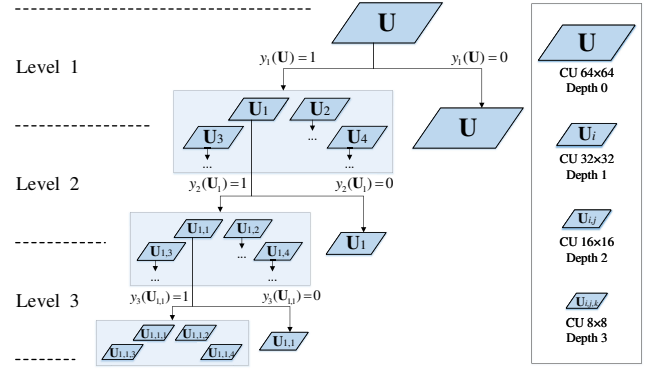 U
Level 1
y₁(U) = 1
y₁(U) = 0
U₁
U₂
U₃
U₄
...
...
...
U
Level 2
y₂(U₁) = 1
y₂(U₁) = 0
U₁,₁
U₁,₂
U₁,₃
U₁,₄
...
...
...
U₁
Level 3
y₃(U₁,₁) = 1
y₃(U₁,₁) = 0
U₁,₁,₁
U₁,₁,₂
U₁,₁,₃
U₁,₁,₄
U₁,₁
U
CU 64×64
Depth 0
Uᵢ
CU 32×32
Depth 1
Uᵢ,ⱼ
CU 16×16
Depth 2
Uᵢ,ⱼ,ₖ
CU 8×8
Depth 3